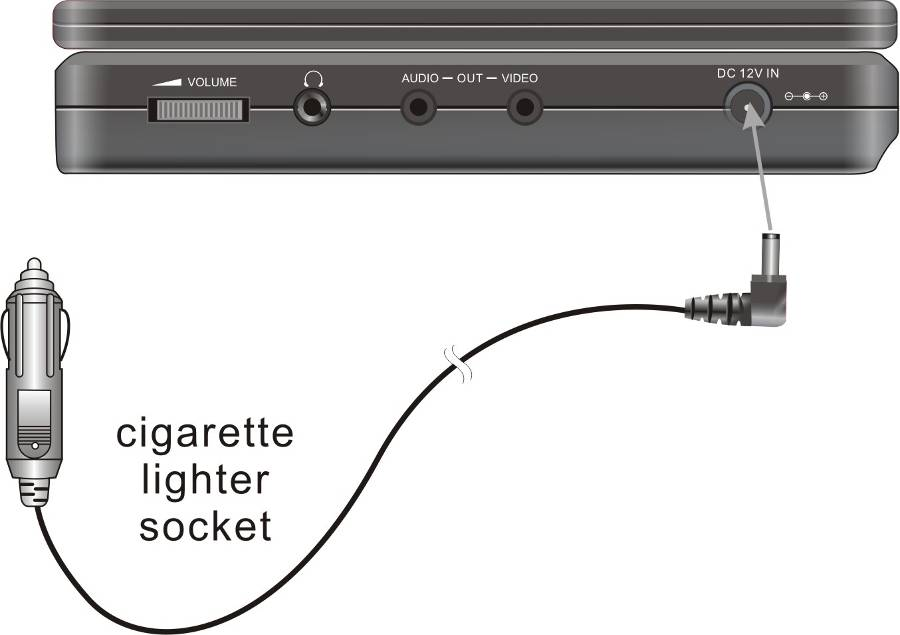 VOLUME
AUDIO — OUT — VIDEO
DC 12V IN
cigarette
lighter
socket